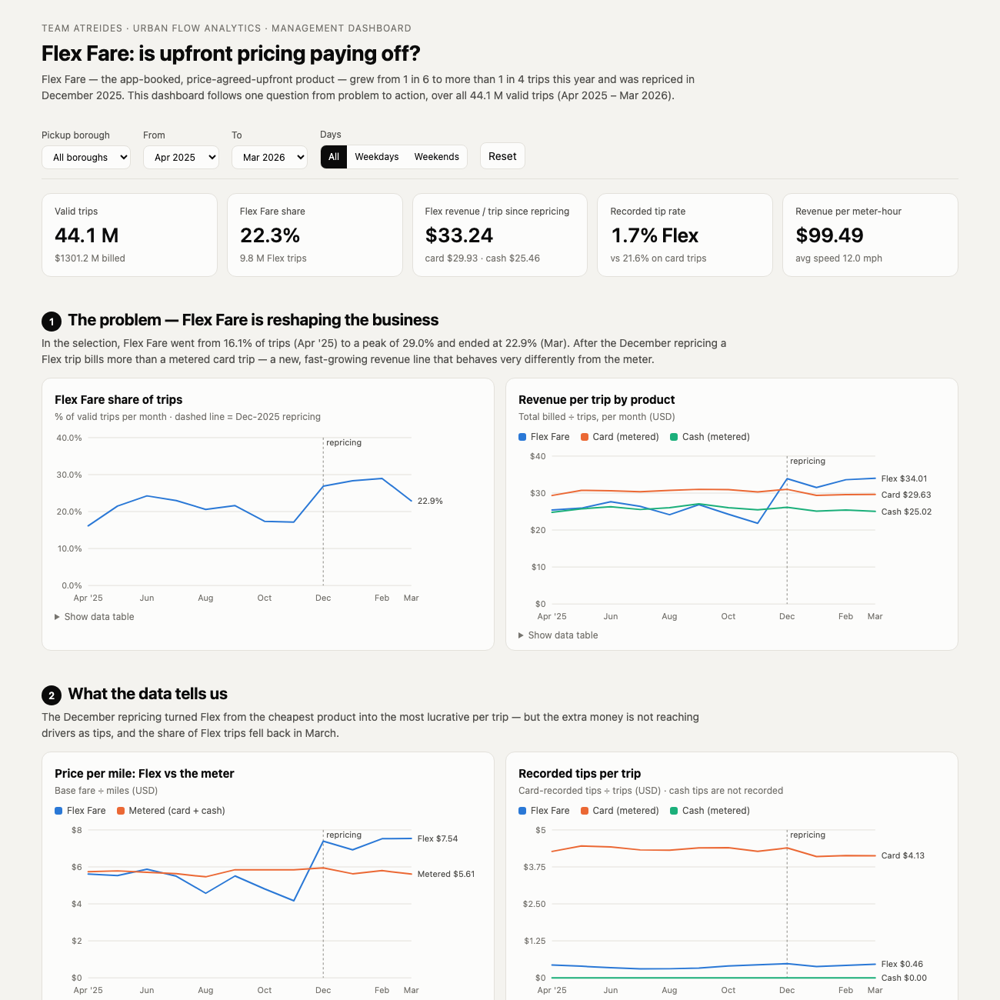 TEAM ATREIDES · URBAN FLOW ANALYTICS · MANAGEMENT DASHBOARD
Flex Fare: is upfront pricing paying off?
Flex Fare — the app-booked, price-agreed-upfront product — grew from 1 in 6 to more than 1 in 4 trips this year and was repriced in
December 2025. This dashboard follows one question from problem to action, over all 44.1 M valid trips (Apr 2025 – Mar 2026).
Pickup borough From To Days
All boroughs Apr 2025 Mar 2026 All Weekdays Weekends Reset
Valid trips
44.1 M
$1301.2 M billed
Flex Fare share
22.3%
9.8 M Flex trips
Flex revenue / trip since repricing
$33.24
card $29.93 · cash $25.46
Recorded tip rate
1.7% Flex
vs 21.6% on card trips
Revenue per meter-hour
$99.49
avg speed 12.0 mph
1 The problem — Flex Fare is reshaping the business
In the selection, Flex Fare went from 16.1% of trips (Apr '25) to a peak of 29.0% and ended at 22.9% (Mar). After the December repricing a
Flex trip bills more than a metered card trip — a new, fast-growing revenue line that behaves very differently from the meter.
Flex Fare share of trips
% of valid trips per month · dashed line = Dec-2025 repricing
40.0%
repricing
30.0%
22.9%
20.0%
10.0%
0.0%
Apr '25 Jun Aug Oct Dec Feb Mar
▶ Show data table
Revenue per trip by product
Total billed ÷ trips, per month (USD)
Flex Fare Card (metered) Cash (metered)
$40
repricing
Flex $34.01
$30
Card $29.63
Cash $25.02
$20
$10
$0
Apr '25 Jun Aug Oct Dec Feb Mar
▶ Show data table
2 What the data tells us
The December repricing turned Flex from the cheapest product into the most lucrative per trip — but the extra money is not reaching
drivers as tips, and the share of Flex trips fell back in March.
Price per mile: Flex vs the meter
Base fare ÷ miles (USD)
Flex Fare Metered (card + cash)
$8
repricing
Flex $7.54
$6
Metered $5.61
$4
$2
$0
Apr '25 Jun Aug Oct Dec Feb Mar
Recorded tips per trip
Card-recorded tips ÷ trips (USD) · cash tips are not recorded
Flex Fare Card (metered) Cash (metered)
$5
repricing
Card $4.13
$3.75
$2.50
$1.25
Flex $0.46
$0
Cash $0.00
Apr '25 Jun Aug Oct Dec Feb Mar